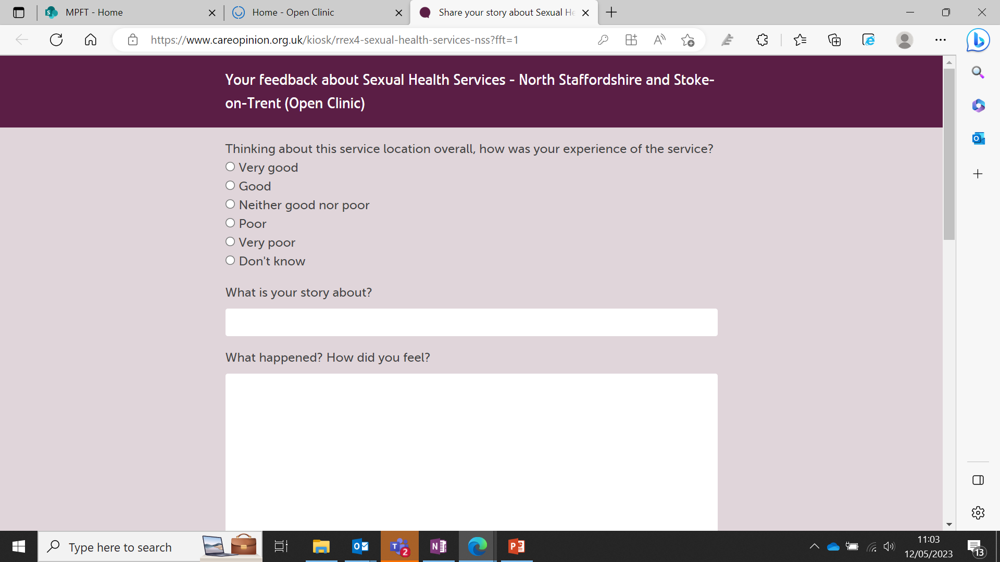 MPFT - Home
Home - Open Clinic
Share your story about Sexual He
https://www.careopinion.org.uk/kiosk/rrex4-sexual-health-services-nss?fft=1
Your feedback about Sexual Health Services - North Staffordshire and Stoke-
on-Trent (Open Clinic)
Thinking about this service location overall, how was your experience of the service?
Very good
Good
Neither good nor poor
Poor
Very poor
Don't know
What is your story about?
What happened? How did you feel?
Type here to search
2
11:03
12/05/2023
13